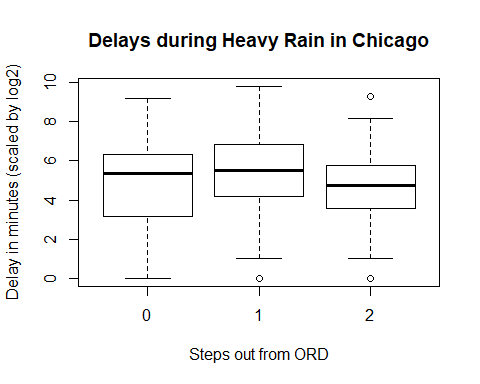 Delays during Heavy Rain in Chicago
Delay in minutes (scaled by log2)
10
8
6
4
2
0
0 1 2
Steps out from ORD